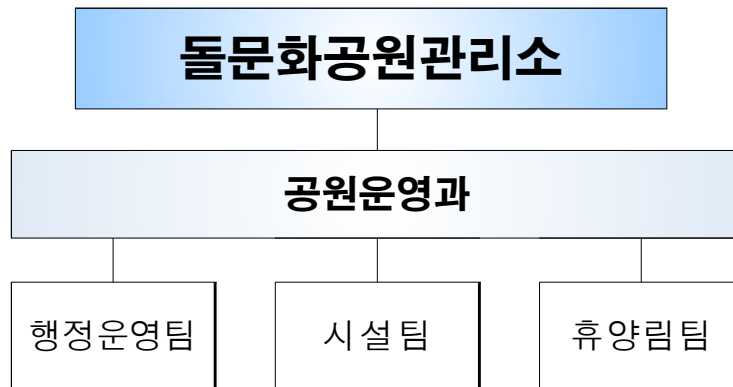 돌문화공원관리소
공원운영과
행정운영팀
시설팀
휴양림팀